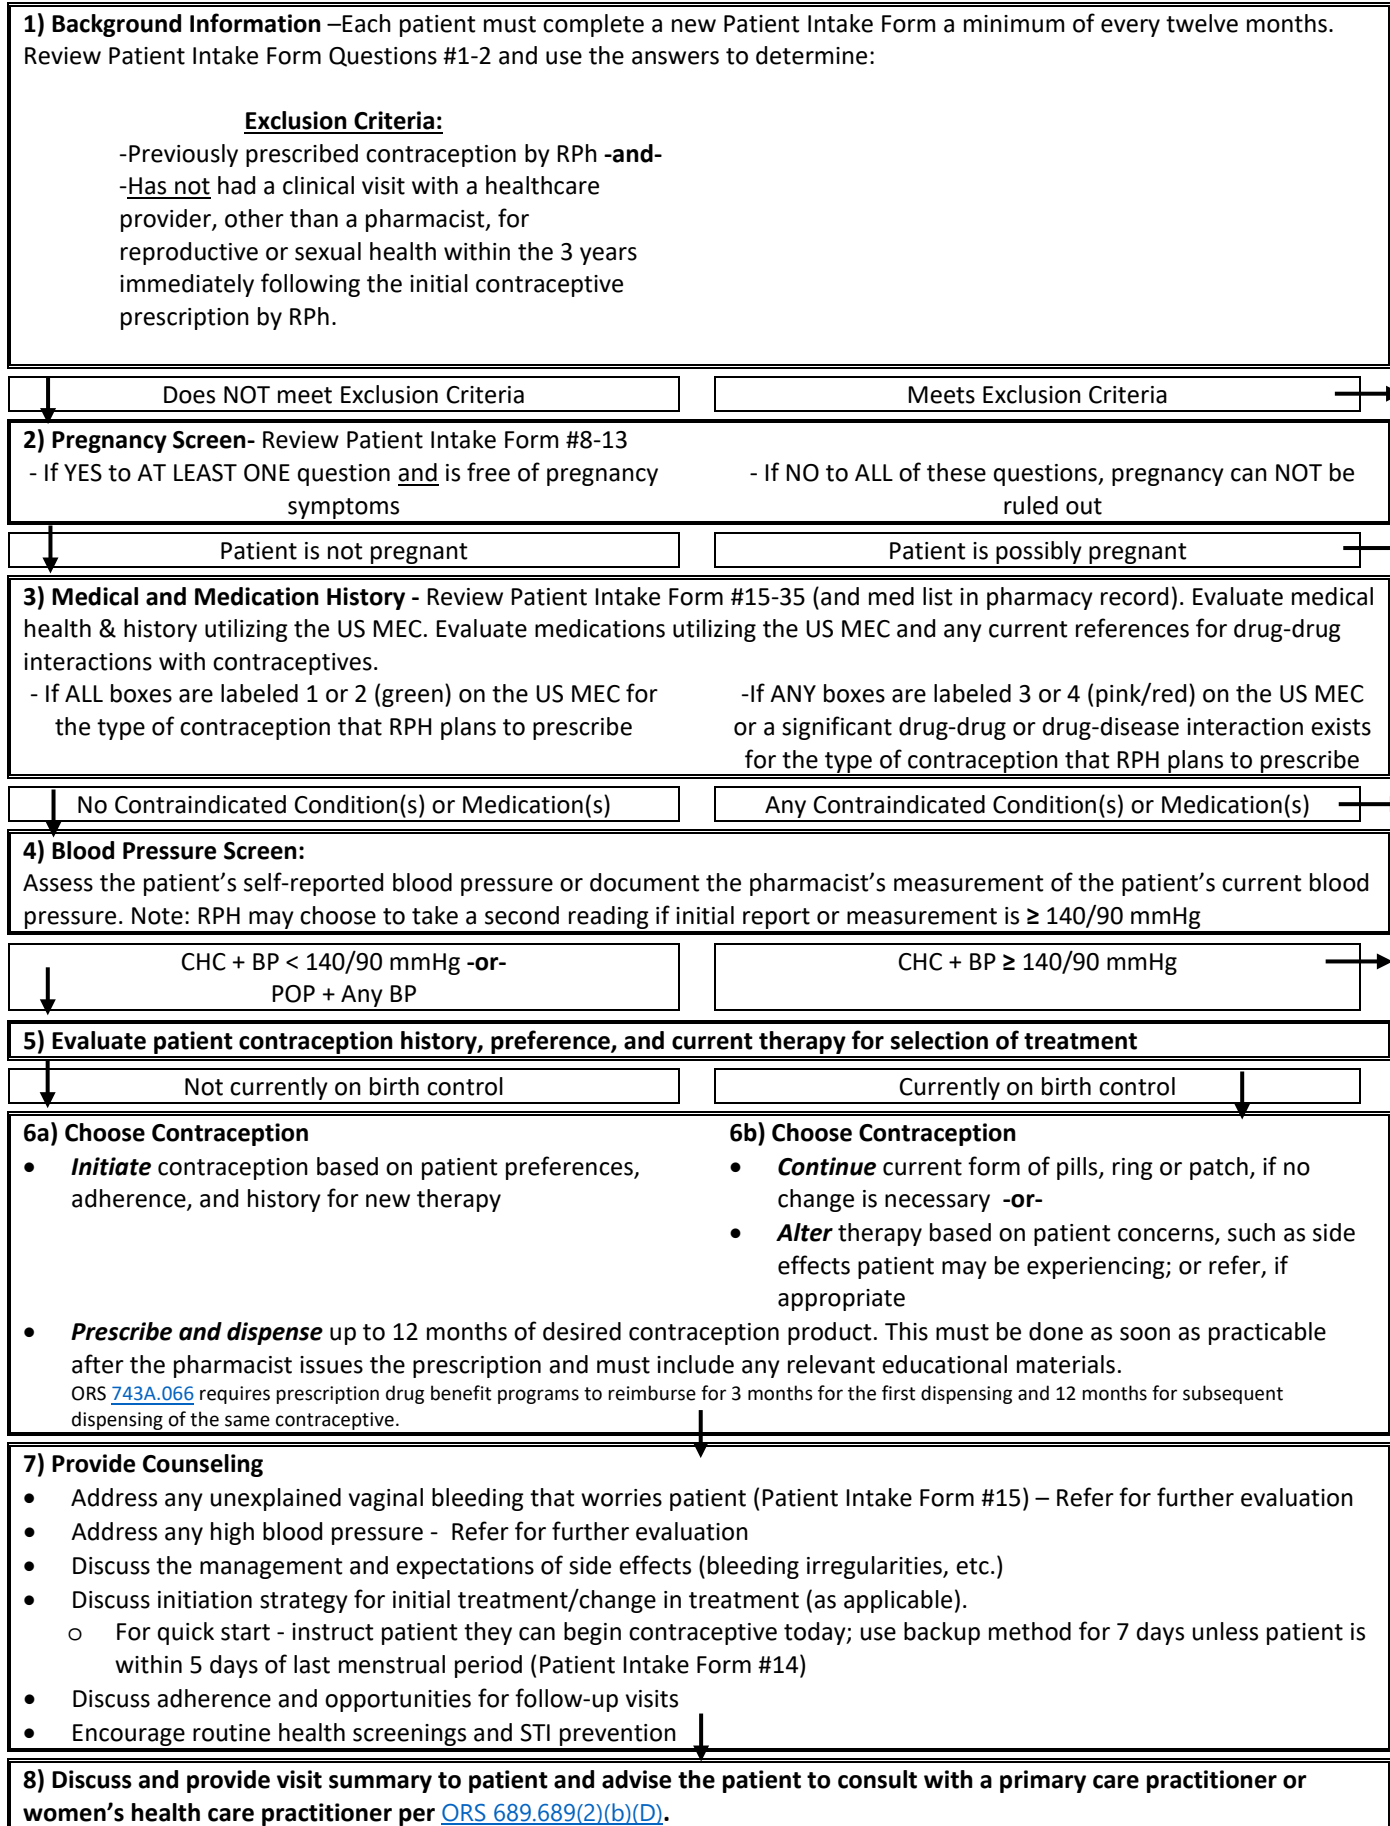 1) Background Information –Each patient must complete a new Patient Intake Form a minimum of every twelve months.
Review Patient Intake Form Questions #1-2 and use the answers to determine:
Exclusion Criteria:
-Previously prescribed contraception by RPh -and-
-Has not had a clinical visit with a healthcare
provider, other than a pharmacist, for
reproductive or sexual health within the 3 years
immediately following the initial contraceptive
prescription by RPh.
Does NOT meet Exclusion Criteria
Meets Exclusion Criteria
2) Pregnancy Screen- Review Patient Intake Form #8-13
- If YES to AT LEAST ONE question and is free of pregnancy
symptoms
- If NO to ALL of these questions, pregnancy can NOT be
ruled out
Patient is not pregnant
Patient is possibly pregnant
3) Medical and Medication History - Review Patient Intake Form #15-35 (and med list in pharmacy record). Evaluate medical
health & history utilizing the US MEC. Evaluate medications utilizing the US MEC and any current references for drug-drug
interactions with contraceptives.
- If ALL boxes are labeled 1 or 2 (green) on the US MEC for
the type of contraception that RPH plans to prescribe
-If ANY boxes are labeled 3 or 4 (pink/red) on the US MEC
or a significant drug-drug or drug-disease interaction exists
for the type of contraception that RPH plans to prescribe
No Contraindicated Condition(s) or Medication(s)
Any Contraindicated Condition(s) or Medication(s)
4) Blood Pressure Screen:
Assess the patient's self-reported blood pressure or document the pharmacist's measurement of the patient's current blood
pressure. Note: RPH may choose to take a second reading if initial report or measurement is ≥ 140/90 mmHg
CHC + BP < 140/90 mmHg -or-
POP + Any BP
CHC + BP ≥ 140/90 mmHg
5) Evaluate patient contraception history, preference, and current therapy for selection of treatment
Not currently on birth control
Currently on birth control
6a) Choose Contraception
• Initiate contraception based on patient preferences,
adherence, and history for new therapy
6b) Choose Contraception
• Continue current form of pills, ring or patch, if no
change is necessary -or-
• Alter therapy based on patient concerns, such as side
effects patient may be experiencing; or refer, if
appropriate
• Prescribe and dispense up to 12 months of desired contraception product. This must be done as soon as practicable
after the pharmacist issues the prescription and must include any relevant educational materials.
ORS 743A.066 requires prescription drug benefit programs to reimburse for 3 months for the first dispensing and 12 months for subsequent
dispensing of the same contraceptive.
7) Provide Counseling
• Address any unexplained vaginal bleeding that worries patient (Patient Intake Form #15) – Refer for further evaluation
• Address any high blood pressure - Refer for further evaluation
• Discuss the management and expectations of side effects (bleeding irregularities, etc.)
• Discuss initiation strategy for initial treatment/change in treatment (as applicable).
o For quick start - instruct patient they can begin contraceptive today; use backup method for 7 days unless patient is
within 5 days of last menstrual period (Patient Intake Form #14)
• Discuss adherence and opportunities for follow-up visits
• Encourage routine health screenings and STI prevention
8) Discuss and provide visit summary to patient and advise the patient to consult with a primary care practitioner or
women's health care practitioner per ORS 689.689(2)(b)(D).